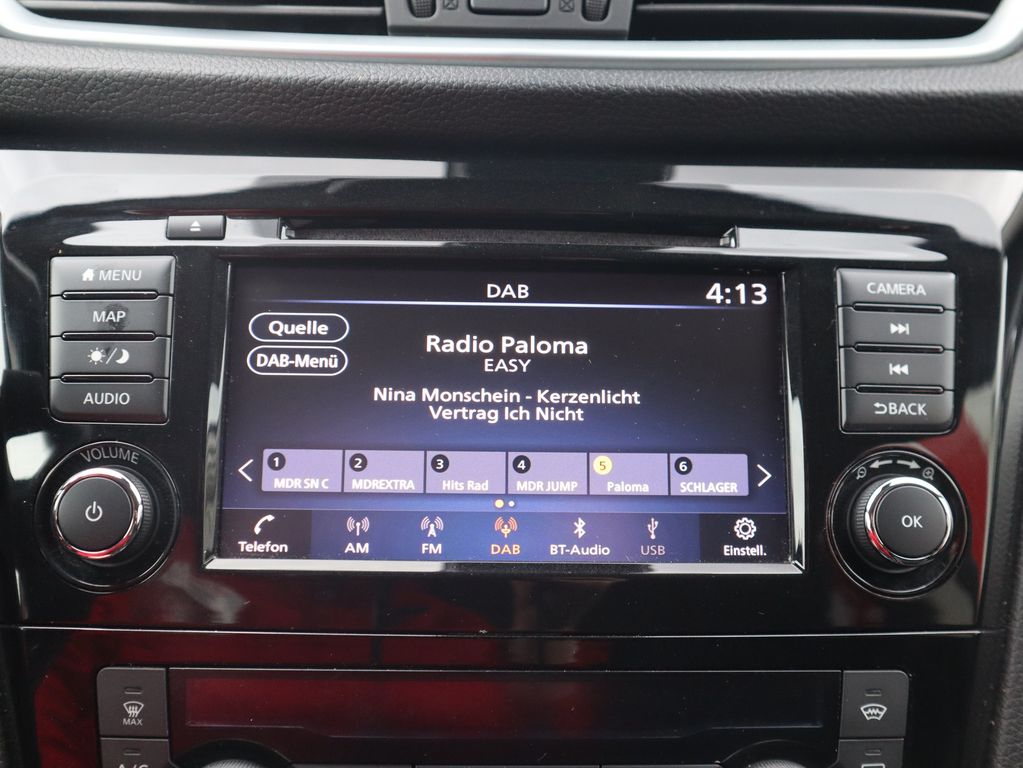 MENU
MAP
AUDIO
VOLUME
DAB
4:13
Quelle
DAB-Menü
Radio Paloma
EASY
Nina Monschein - Kerzenlicht
Vertrag Ich Nicht
1 MDR SN C
2 MDREXTRA
3 Hits Rad
4 MDR JUMP
5 Paloma
6 SCHLAGER
Telefon
AM
FM
DAB
BT-Audio
USB
Einstell.
CAMERA
BACK
OK
MAX
A/C